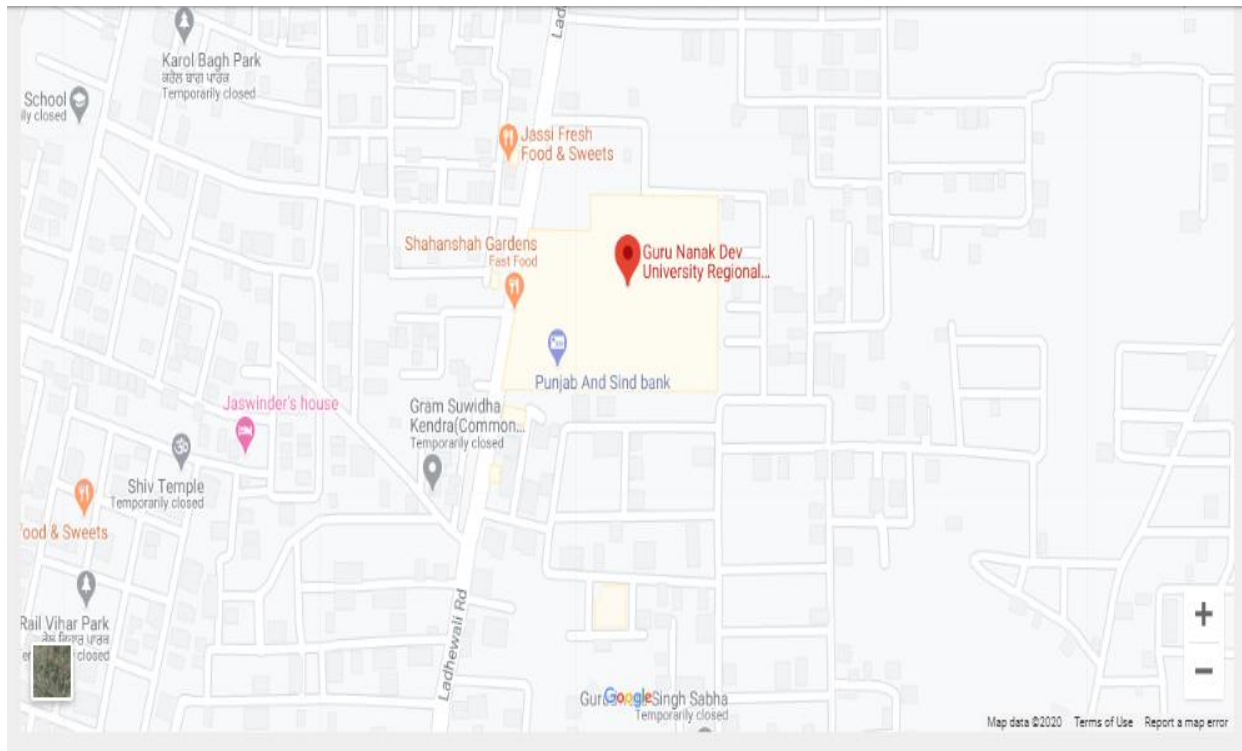 Lad
Karol Bagh Park
ਕਰੋਲ ਬਾਗ ਪਾਰਕ
Temporarily closed
School
ily closed
Jassi Fresh
Food & Sweets
Shahanshah Gardens
Fast Food
Guru Nanak Dev
University Regional...
Punjab And Sind bank
Jaswinder's house
Gram Suwidha
Kendra(Common...
Temporarily closed
Shiv Temple
Temporarily closed
ood & Sweets
Ladhewali Rd
Rail Vihar Park
closed
Google
Singh Sabha
Temporarily closed
+
−
Map data ©2020 Terms of Use Report a map error